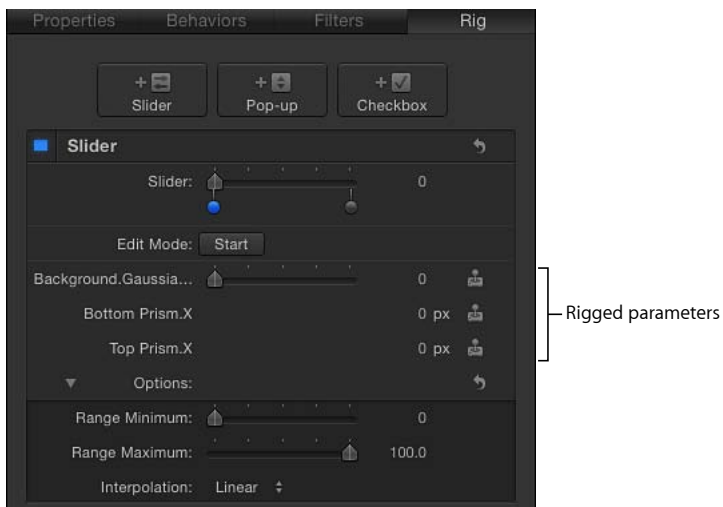 Properties Behaviors Filters Rig
+ + +
Slider Pop-up Checkbox
Slider
Slider: 0
Edit Mode: Start
Background.Gaussia... 0
Bottom Prism.X 0 px
Rigged parameters
Top Prism.X 0 px
Options:
Range Minimum: 0
Range Maximum: 100.0
Interpolation: Linear